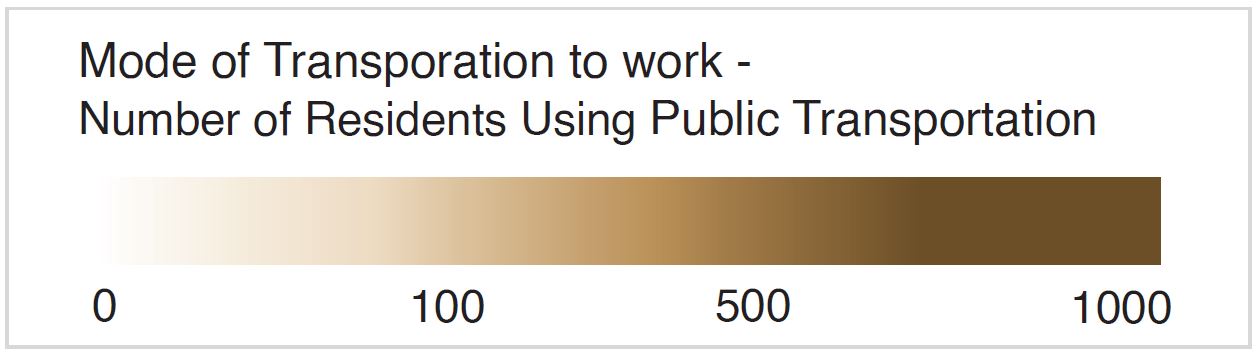 Mode of Transporation to work -
Number of Residents Using Public Transportation
0 100 500 1000